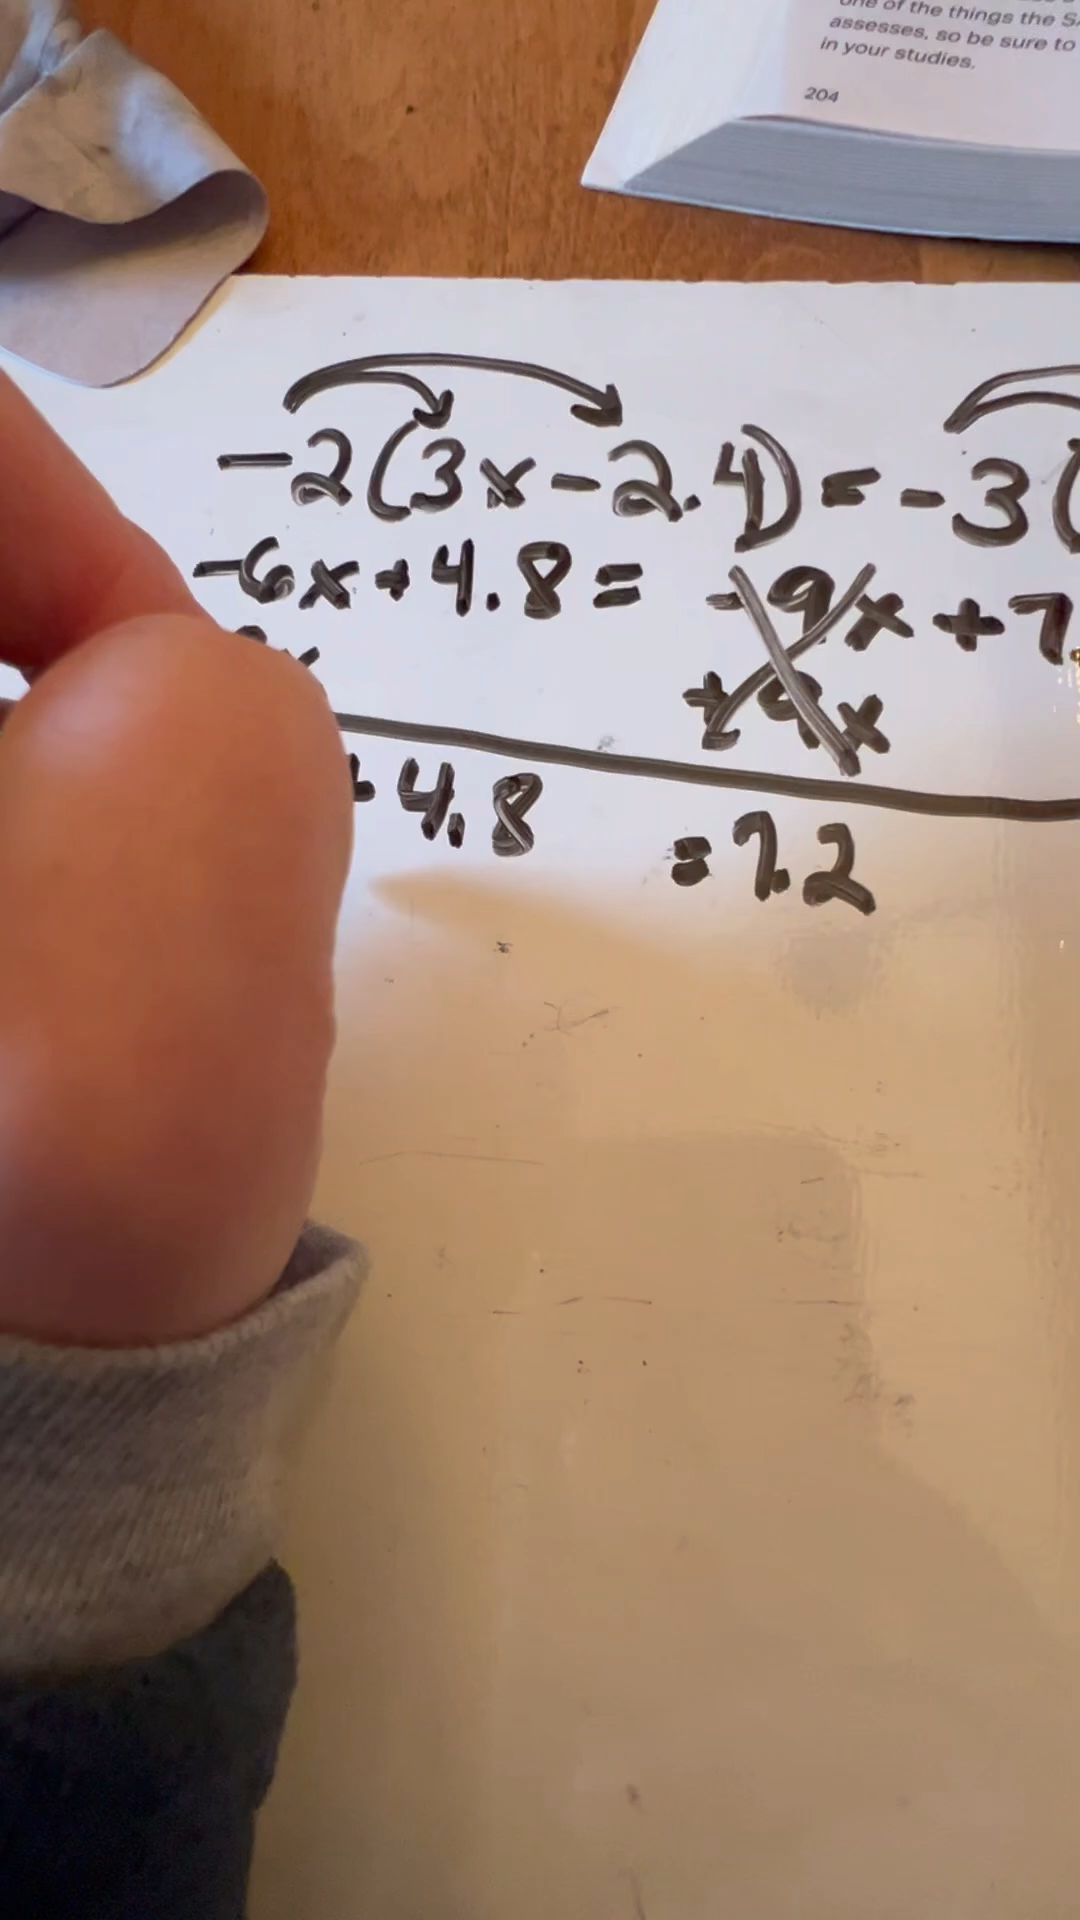 one of the things the S
assesses, so be sure to
in your studies.
204
-2(3x-2.4)=-3(
-6x+4.8= -9x+7.
+9x
+4.8 =7.2